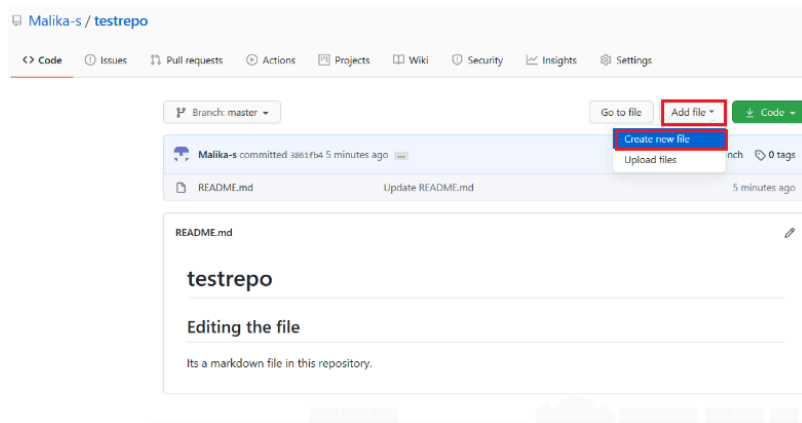 Malika-s / testrepo
<> Code Issues Pull requests Actions Projects Wiki Security Insights Settings
Branch: master Go to file Add file Code
Create new file
Malika-s committed 3861fb4 5 minutes ago ... 0 tags
Upload files
README.md Update README.md 5 minutes ago
README.md
testrepo
Editing the file
Its a markdown file in this repository.